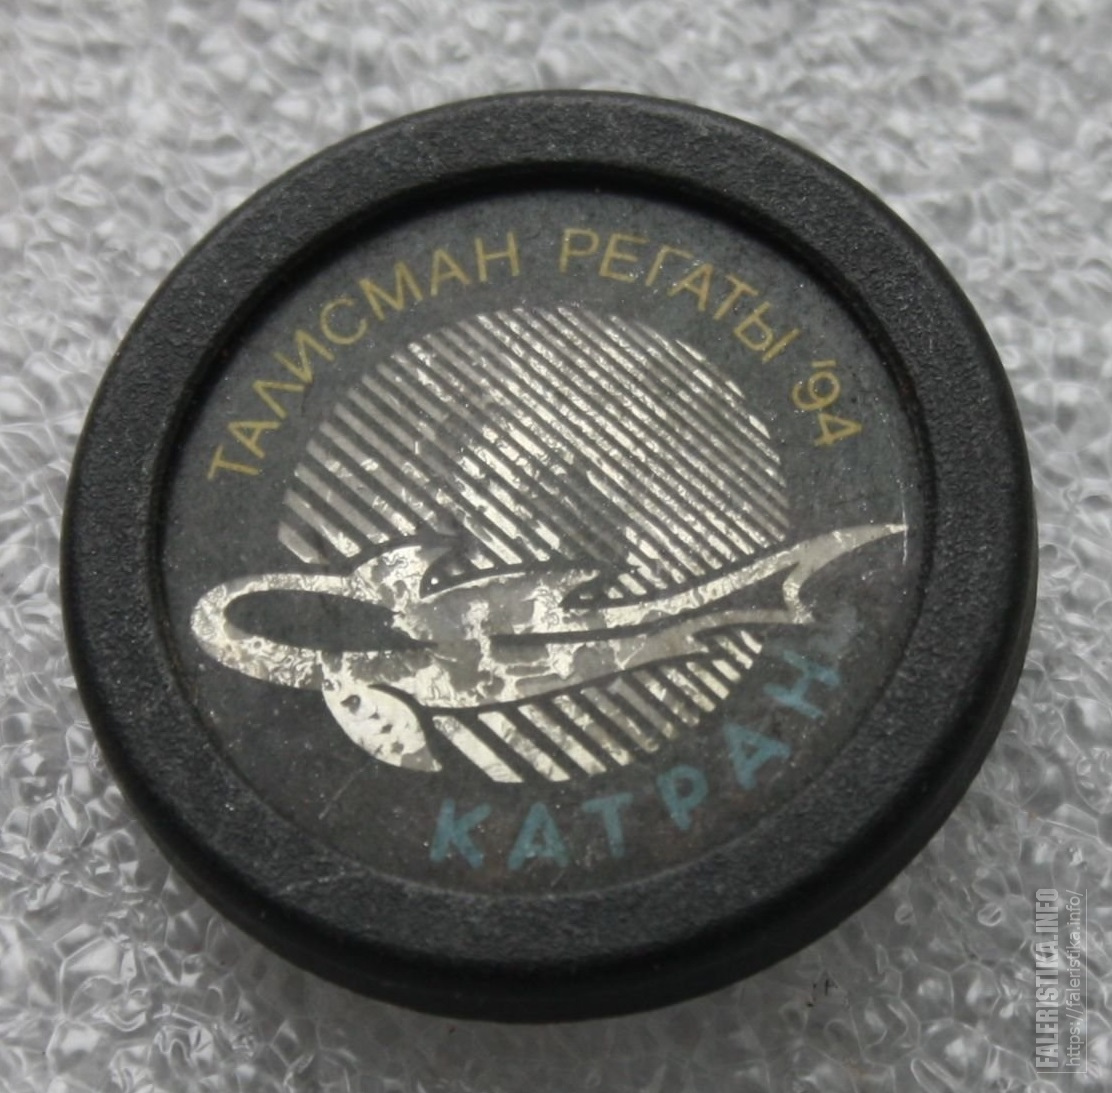 ТАЛИСМАН РЕГАТЫ '94
КАТРАН
FALERISTIKA.INFO
https://faleristika.info/